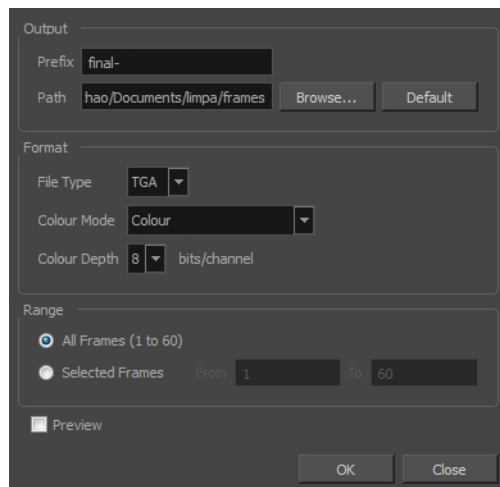 Output
Prefix final-
Path hao/Documents/limpa/frames Browse... Default
Format
File Type TGA
Colour Mode Colour
Colour Depth 8 bits/channel
Range
All Frames (1 to 60)
Selected Frames From 1 To 60
Preview
OK Close